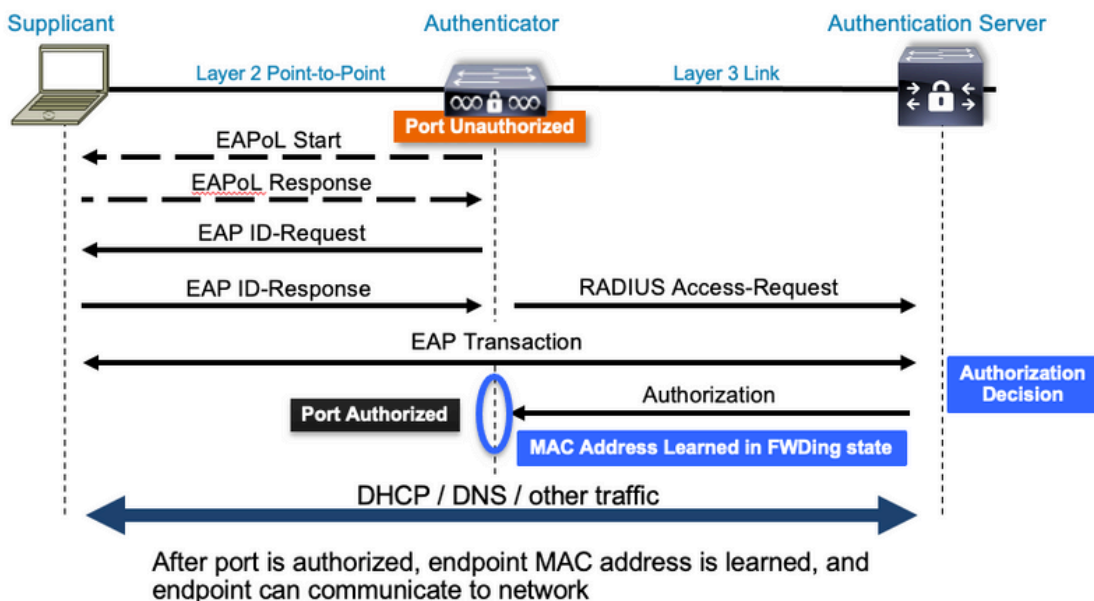 Supplicant
Authenticator
Authentication Server
Layer 2 Point-to-Point
Layer 3 Link
Port Unauthorized
EAPoL Start
EAPoL Response
EAP ID-Request
EAP ID-Response
RADIUS Access-Request
EAP Transaction
Authorization
Decision
Authorization
Port Authorized
MAC Address Learned in FWDing state
DHCP / DNS / other traffic
After port is authorized, endpoint MAC address is learned, and
endpoint can communicate to network